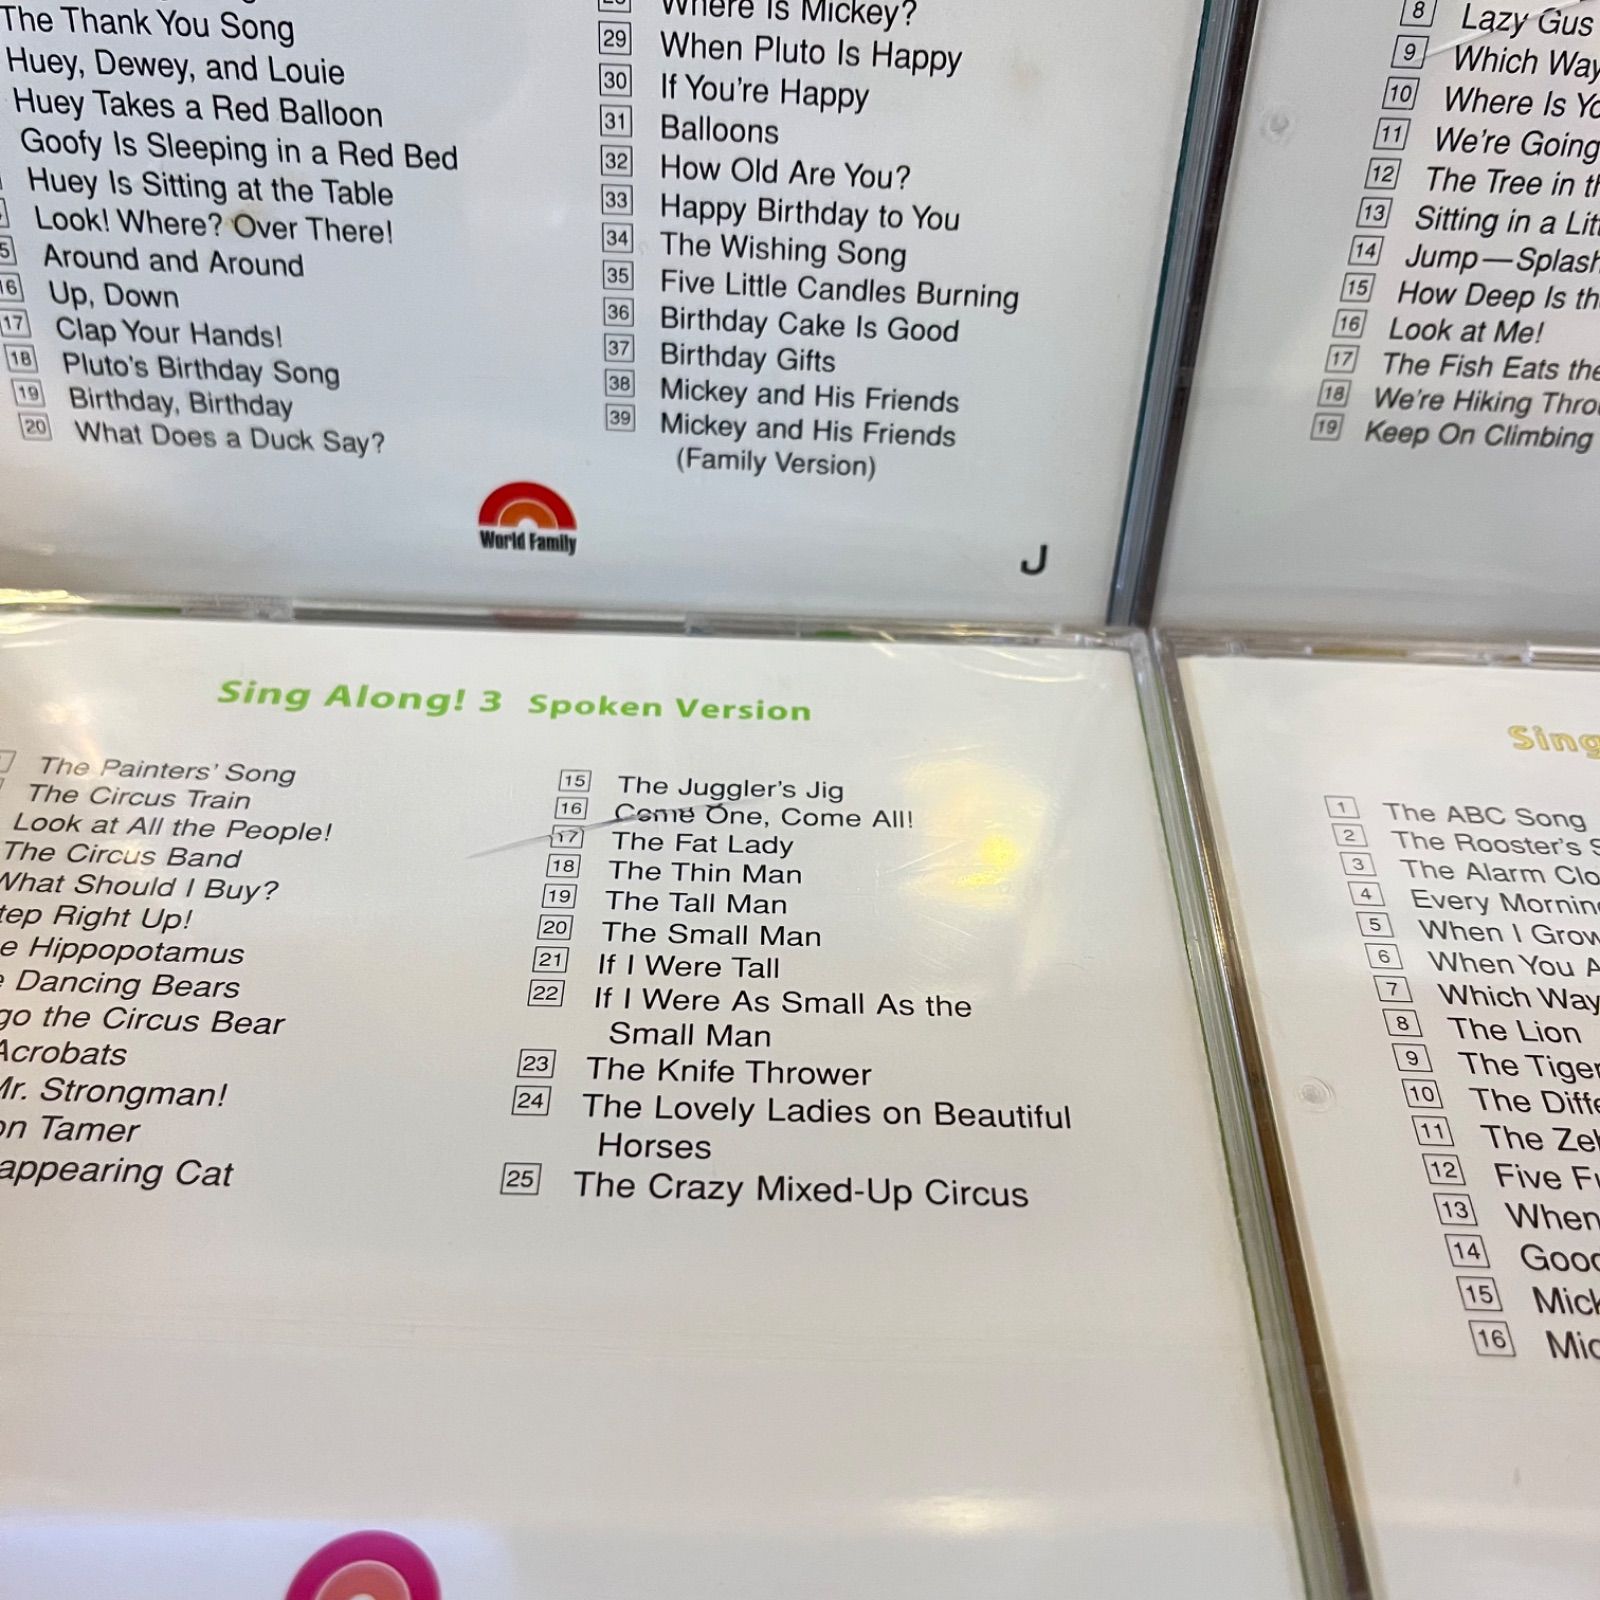 The Thank You Song
Huey, Dewey, and Louie
Huey Takes a Red Balloon
Goofy Is Sleeping in a Red Bed
Huey Is Sitting at the Table
Look! Where? Over There!
5 Around and Around
16 Up, Down
17 Clap Your Hands!
18 Pluto's Birthday Song
19 Birthday, Birthday
20 What Does a Duck Say?
Where Is Mickey?
29 When Pluto Is Happy
30 If You're Happy
31 Balloons
32 How Old Are You?
33 Happy Birthday to You
34 The Wishing Song
35 Five Little Candles Burning
36 Birthday Cake Is Good
37 Birthday Gifts
38 Mickey and His Friends
39 Mickey and His Friends
(Family Version)
World Family
J
8 Lazy Gus
9 Which Way
10 Where Is Yo
11 We're Going
12 The Tree in th
13 Sitting in a Litt
14 Jump—Splash
15 How Deep Is th
16 Look at Me!
17 The Fish Eats the
18 We're Hiking Throu
19 Keep On Climbing
Sing Along! 3 Spoken Version
The Painters' Song
The Circus Train
Look at All the People!
The Circus Band
What Should I Buy?
tep Right Up!
e Hippopotamus
e Dancing Bears
go the Circus Bear
Acrobats
Mr. Strongman!
on Tamer
appearing Cat
15 The Juggler's Jig
16 Come One, Come All!
17 The Fat Lady
18 The Thin Man
19 The Tall Man
20 The Small Man
21 If I Were Tall
22 If I Were As Small As the
Small Man
23 The Knife Thrower
24 The Lovely Ladies on Beautiful
Horses
25 The Crazy Mixed-Up Circus
Sing
1 The ABC Song
2 The Rooster's S
3 The Alarm Clo
4 Every Mornin
5 When I Grow
6 When You A
7 Which Way
8 The Lion
9 The Tiger
10 The Diffe
11 The Zeb
12 Five Fu
13 When
14 Good
15 Mick
16 Mic